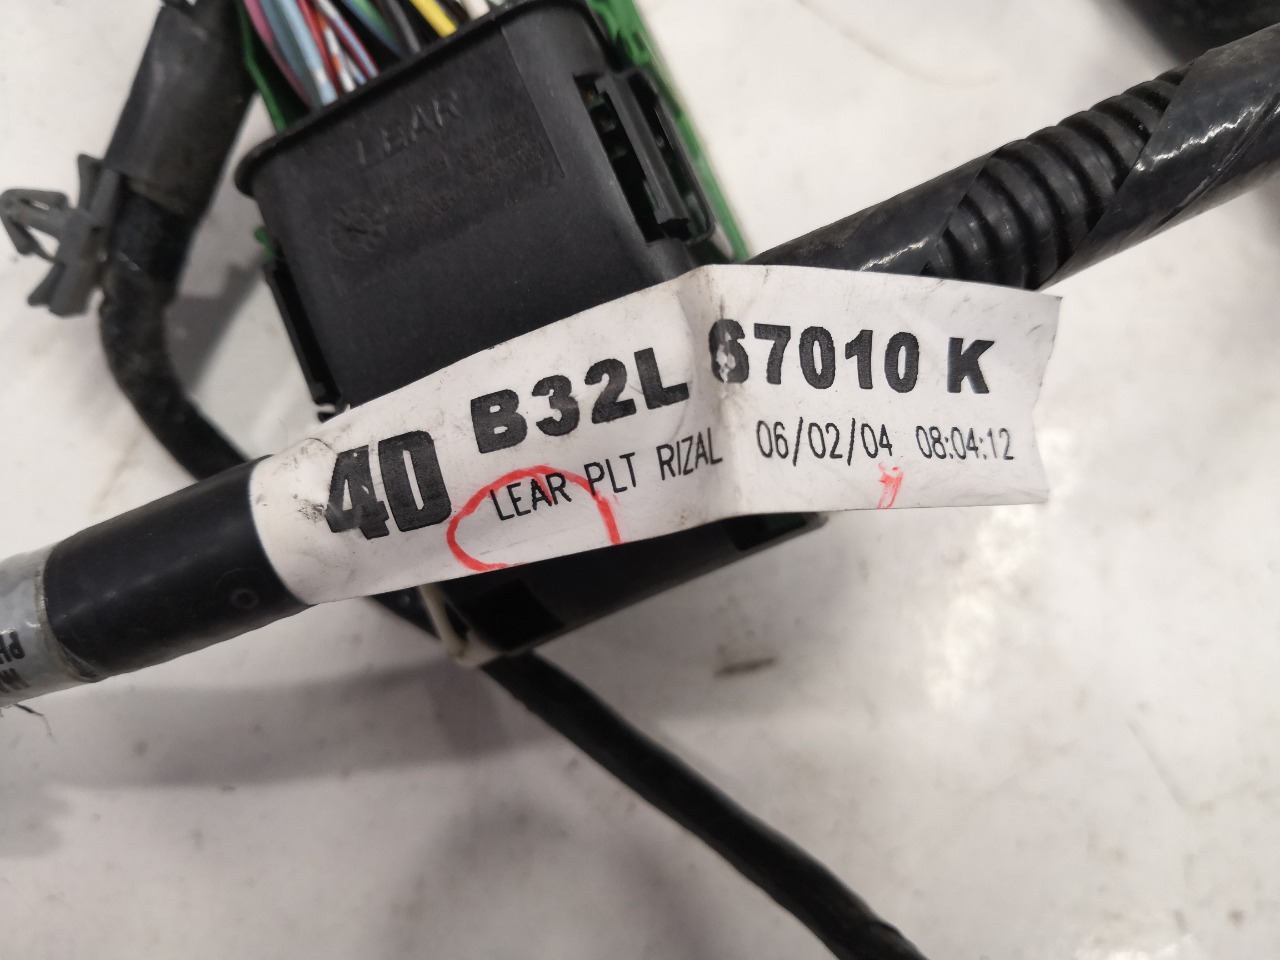 LEAR
40 B32L 67010 K
LEAR PLT RIZAL 06/02/04 08:04:12